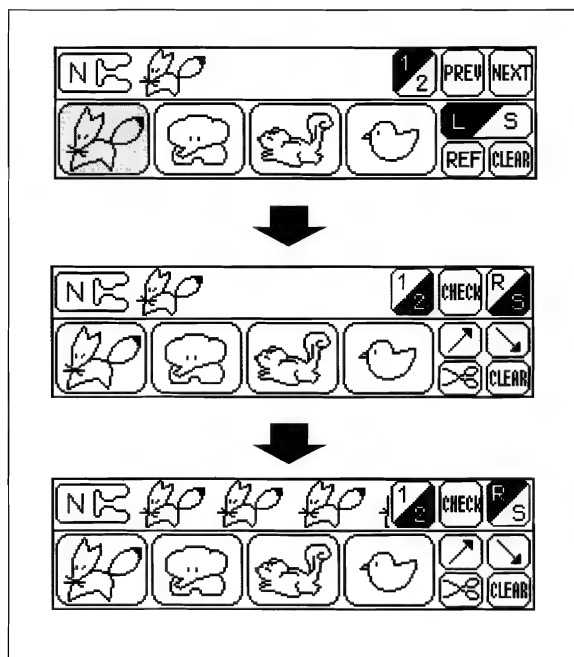 N 1 2 PREV NEXT
L S
REF CLEAR
N 1 2 CHECK R S
CLEAR
N 1 2 CHECK R S
CLEAR